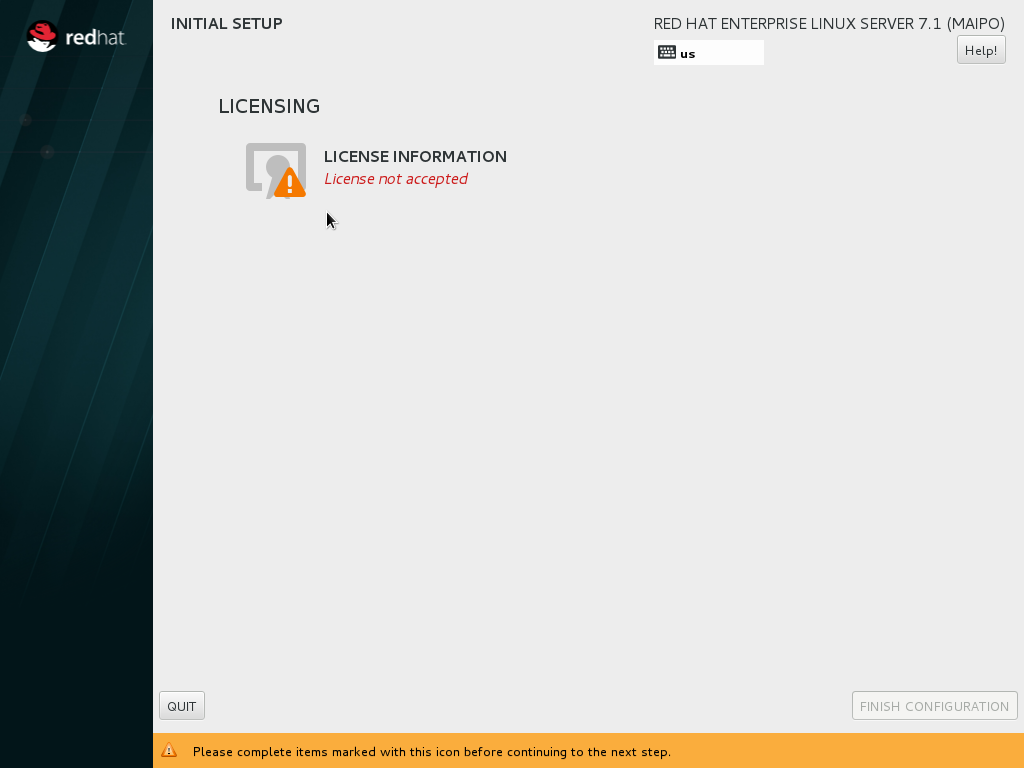 redhat.
INITIAL SETUP
RED HAT ENTERPRISE LINUX SERVER 7.1 (MAIPO)
us
Help!
LICENSING
LICENSE INFORMATION
License not accepted
QUIT
FINISH CONFIGURATION
Please complete items marked with this icon before continuing to the next step.